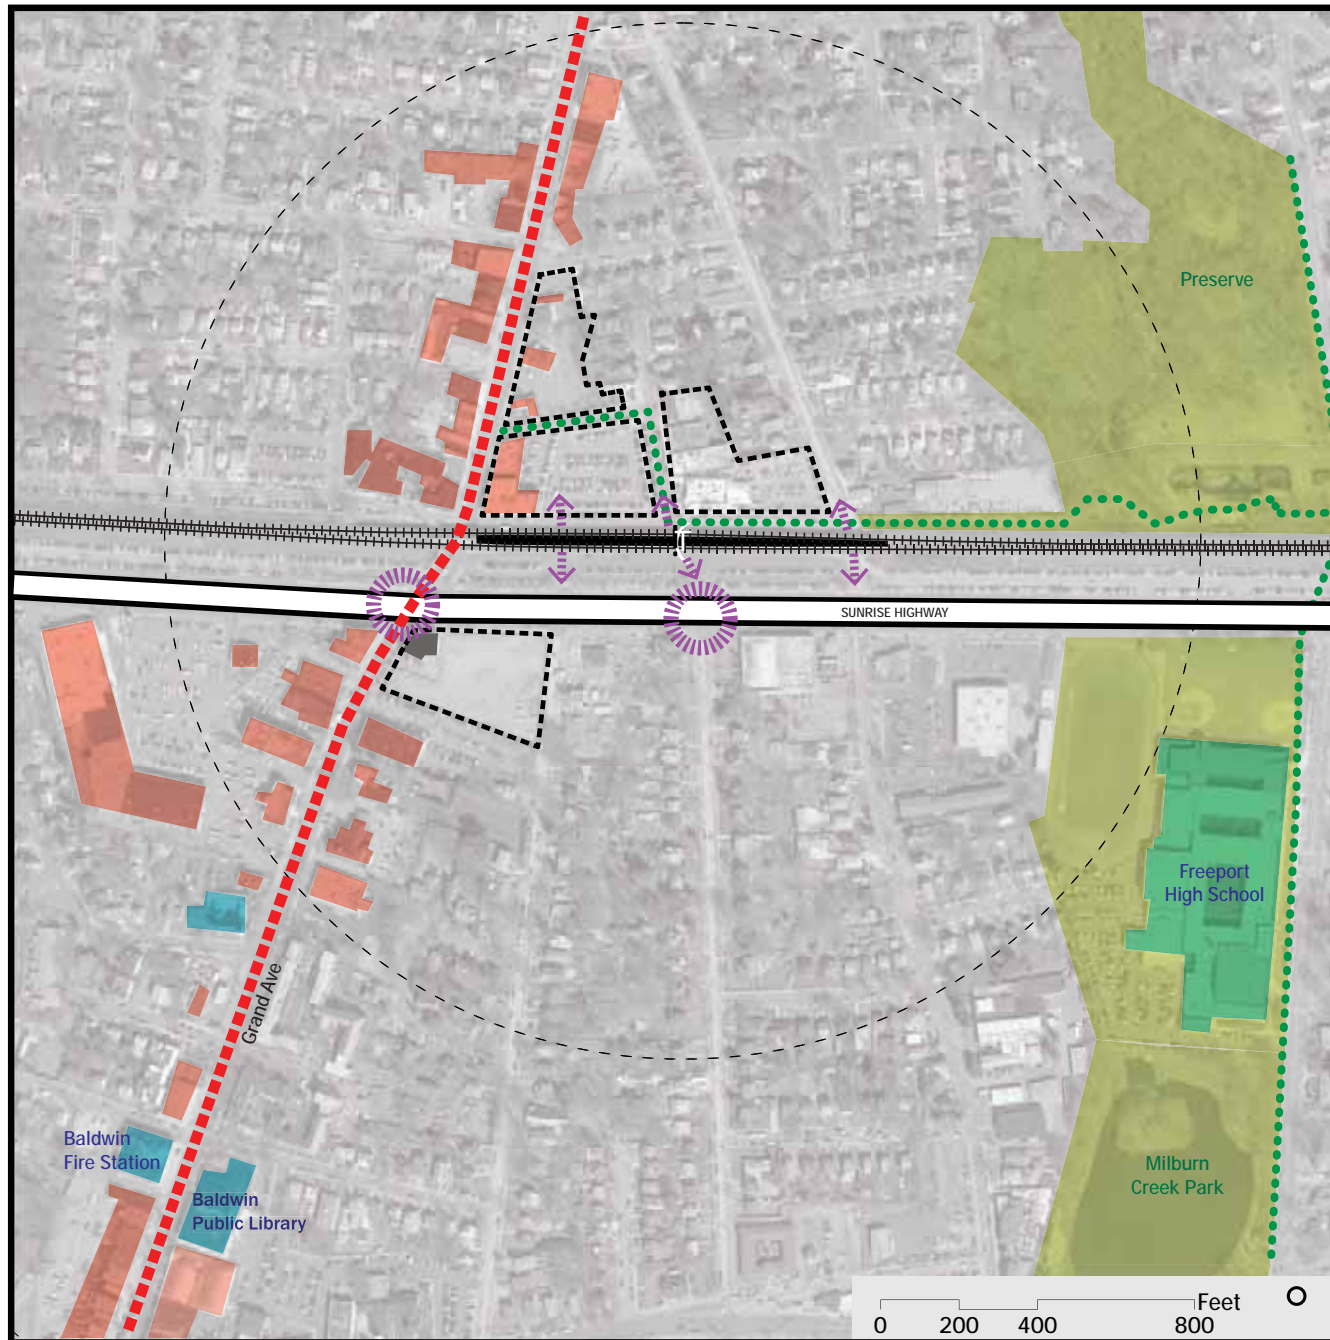 Preserve
SUNRISE HIGHWAY
Freeport
High School
Grand Ave
Baldwin
Fire Station
Baldwin
Public Library
Milburn
Creek Park
Feet
0 200 400 800